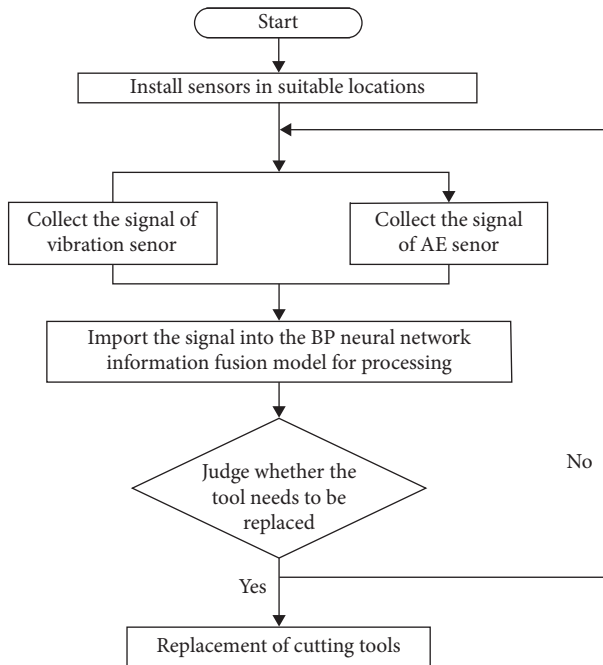 Start
Install sensors in suitable locations
Collect the signal of
vibration senor
Collect the signal
of AE senor
Import the signal into the BP neural network
information fusion model for processing
Judge whether the
tool needs to be
replaced
No
Yes
Replacement of cutting tools